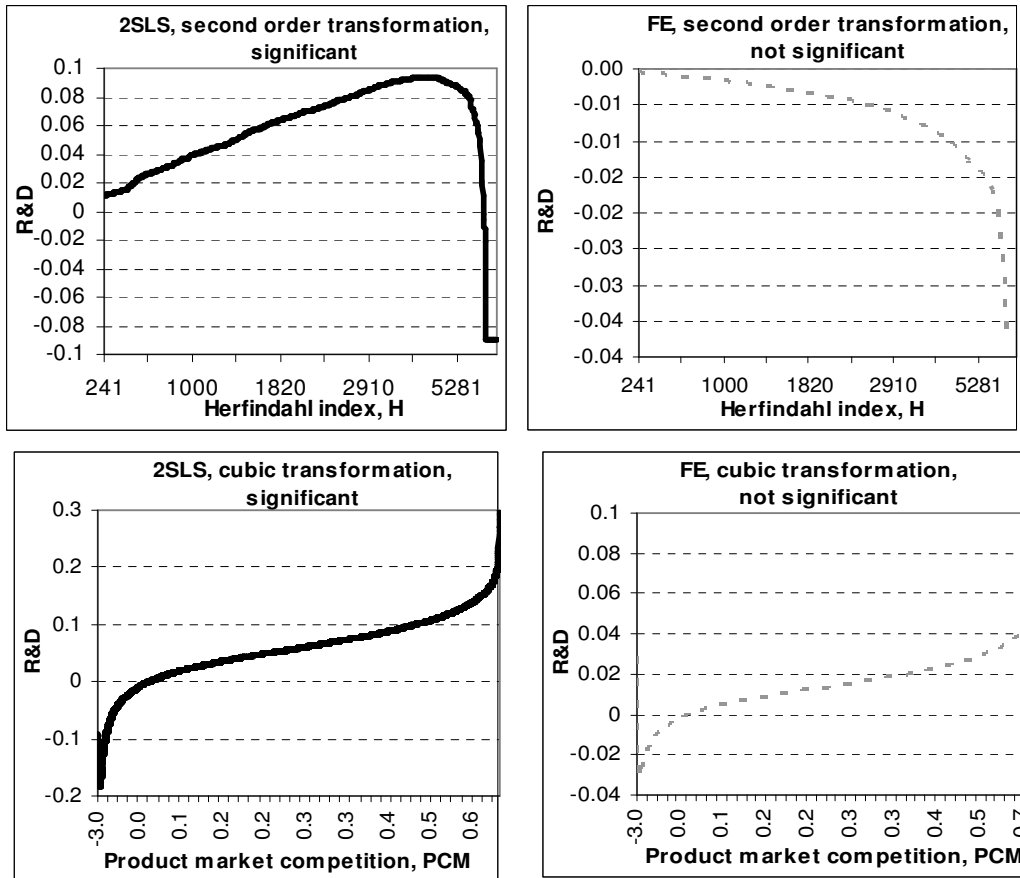 2SLS, second order transformation,
significant
R&D
0.1
0.08
0.06
0.04
0.02
0
-0.02
-0.04
-0.06
-0.08
-0.1
241 1000 1820 2910 5281
Herfindahl index, H
FE, second order transformation,
not significant
R&D
0.00
-0.01
-0.01
-0.02
-0.02
-0.03
-0.03
-0.04
-0.04
241 1000 1820 2910 5281
Herfindahl index, H
2SLS, cubic transformation,
significant
R&D
0.3
0.2
0.1
0
-0.1
-0.2
-3.0 0.0 0.1 0.2 0.2 0.3 0.3 0.4 0.5 0.6
Product market competition, PCM
FE, cubic transformation,
not significant
R&D
0.1
0.08
0.06
0.04
0.02
0
-0.02
-0.04
-3.0 0.0 0.1 0.2 0.2 0.3 0.3 0.4 0.5 0.7
Product market competition, PCM